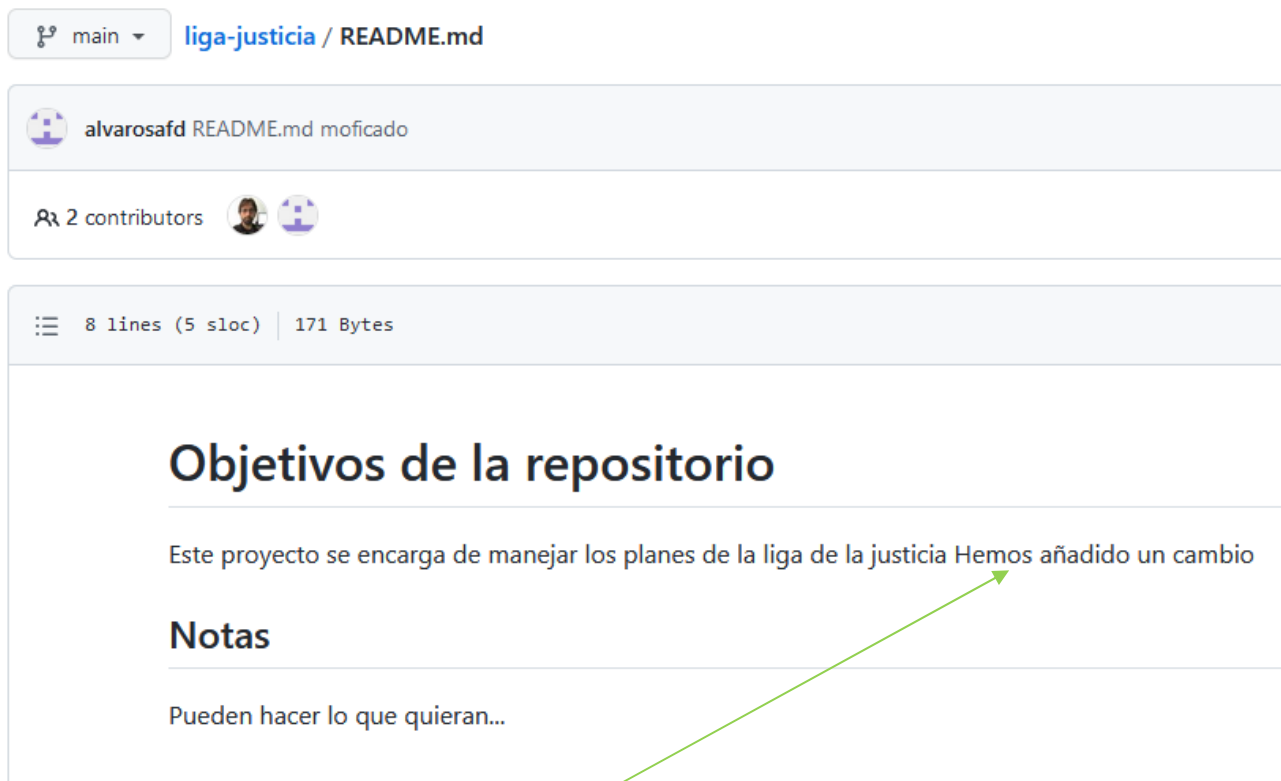 main
liga-justicia / README.md
alvarosafd README.md moficado
2 contributors
8 lines (5 sloc) 171 Bytes
Objetivos de la repositorio
Este proyecto se encarga de manejar los planes de la liga de la justicia Hemos añadido un cambio
Notas
Pueden hacer lo que quieran...